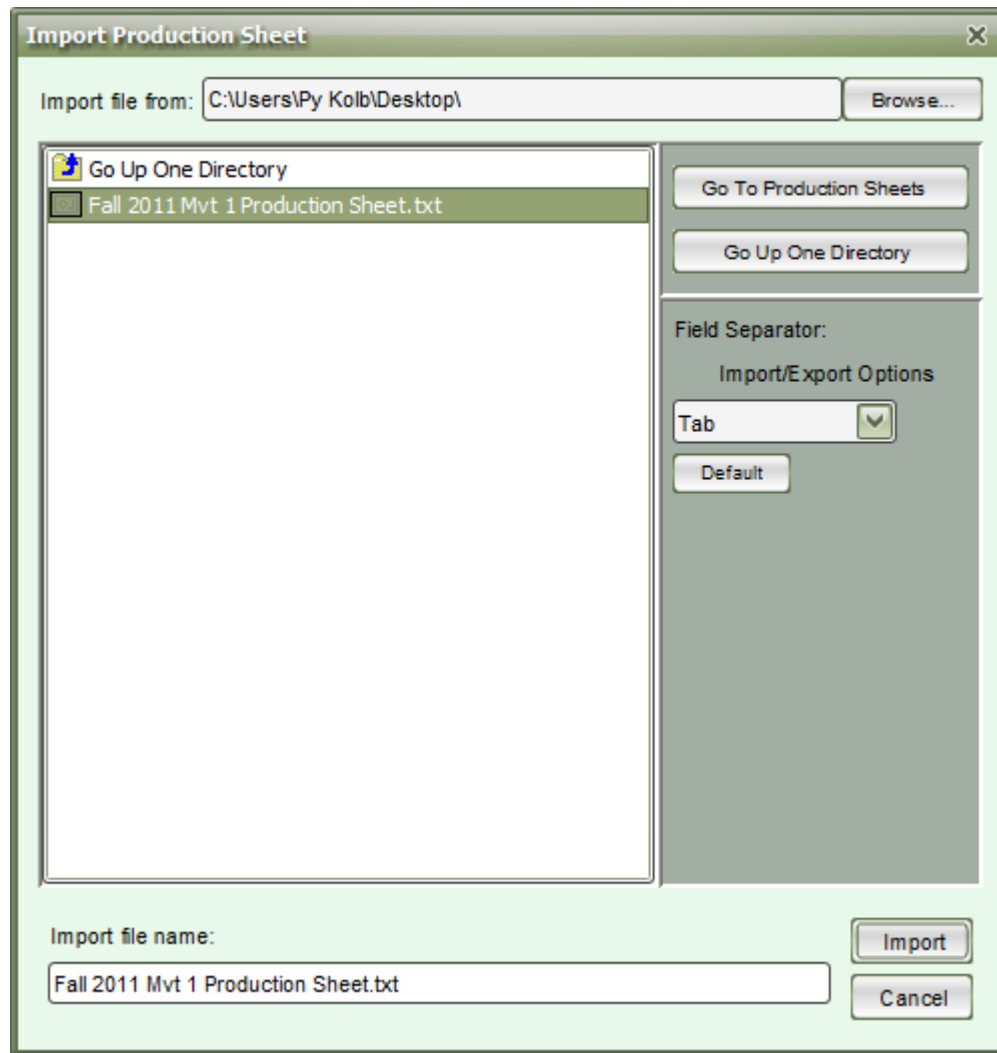 Import Production Sheet
Import file from: C:\Users\Py Kolb\Desktop\ Browse...
Go Up One Directory
Fall 2011 Mvt 1 Production Sheet.txt
Go To Production Sheets
Go Up One Directory
Field Separator:
Import/Export Options
Tab
Default
Import file name:
Fall 2011 Mvt 1 Production Sheet.txt
Import
Cancel